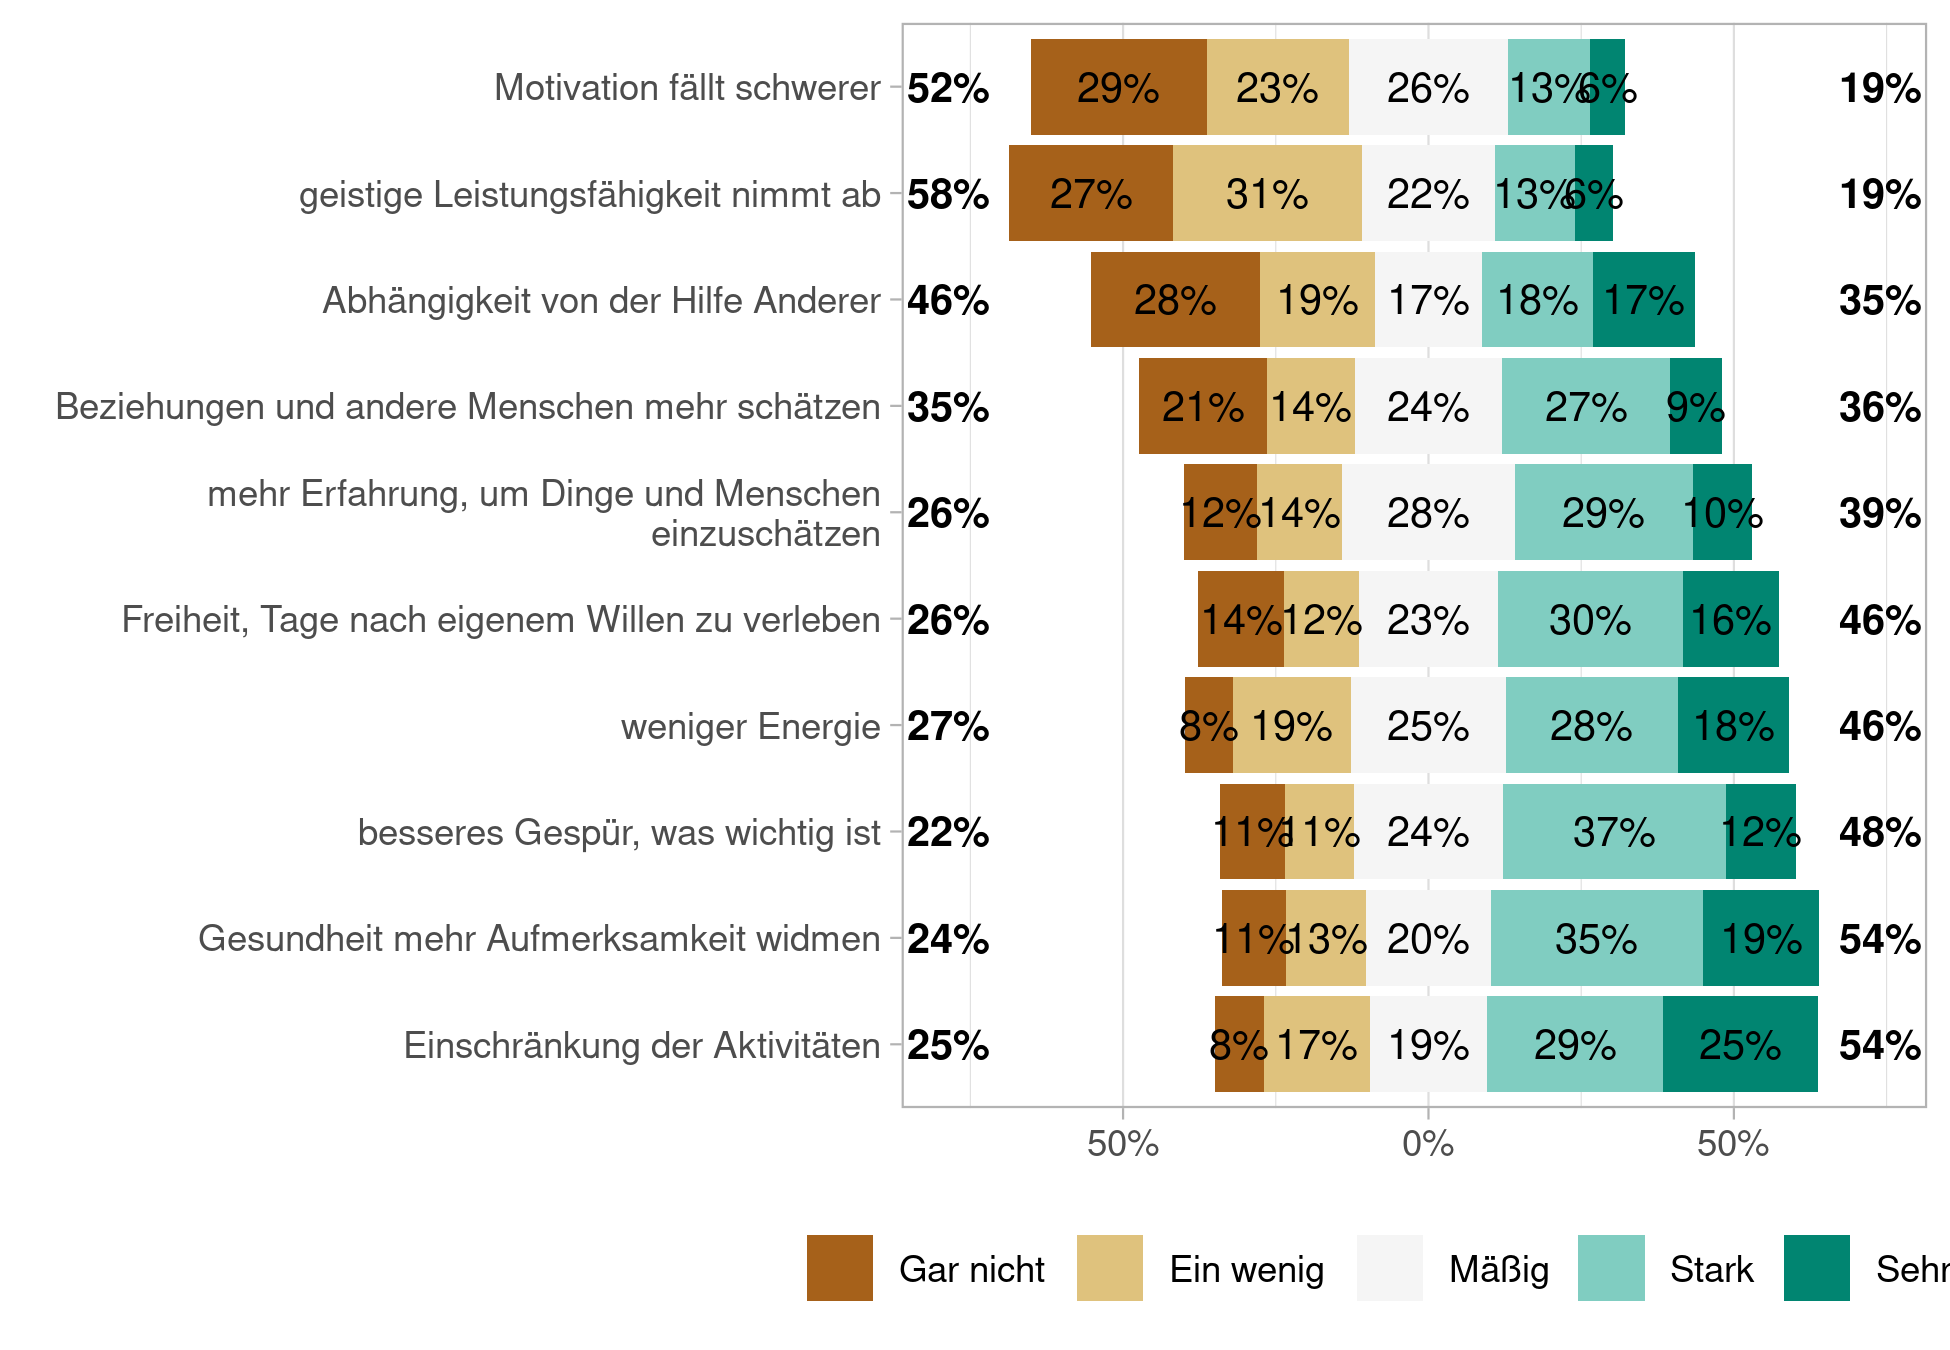 Motivation fällt schwerer 52% 29% 23% 26% 13% 6% 19%
geistige Leistungsfähigkeit nimmt ab 58% 27% 31% 22% 13% 6% 19%
Abhängigkeit von der Hilfe Anderer 46% 28% 19% 17% 18% 17% 35%
Beziehungen und andere Menschen mehr schätzen 35% 21% 14% 24% 27% 9% 36%
mehr Erfahrung, um Dinge und Menschen
einzuschätzen 26% 12% 14% 28% 29% 10% 39%
Freiheit, Tage nach eigenem Willen zu verleben 26% 14% 12% 23% 30% 16% 46%
weniger Energie 27% 8% 19% 25% 28% 18% 46%
besseres Gespür, was wichtig ist 22% 11% 11% 24% 37% 12% 48%
Gesundheit mehr Aufmerksamkeit widmen 24% 11% 13% 20% 35% 19% 54%
Einschränkung der Aktivitäten 25% 8% 17% 19% 29% 25% 54%
50% 0% 50%
Gar nicht Ein wenig Mäßig Stark Sehr